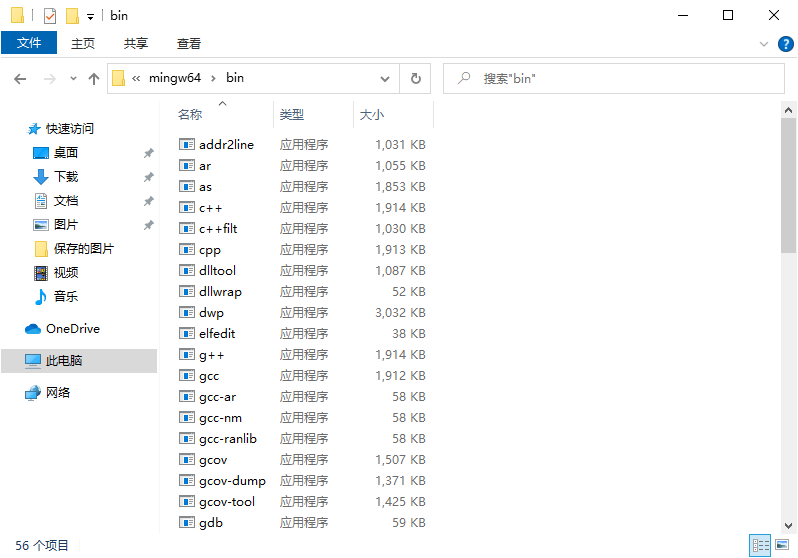 bin
文件 主页 共享 查看
« mingw64 › bin 搜索"bin"
快速访问
桌面
下载
文档
图片
保存的图片
视频
音乐
OneDrive
此电脑
网络
名称 类型 大小
addr2line 应用程序 1,031 KB
ar 应用程序 1,055 KB
as 应用程序 1,853 KB
c++ 应用程序 1,914 KB
c++filt 应用程序 1,030 KB
cpp 应用程序 1,913 KB
dlltool 应用程序 1,087 KB
dllwrap 应用程序 52 KB
dwp 应用程序 3,032 KB
elfedit 应用程序 38 KB
g++ 应用程序 1,914 KB
gcc 应用程序 1,912 KB
gcc-ar 应用程序 58 KB
gcc-nm 应用程序 58 KB
gcc-ranlib 应用程序 58 KB
gcov 应用程序 1,507 KB
gcov-dump 应用程序 1,371 KB
gcov-tool 应用程序 1,425 KB
gdb 应用程序 59 KB
56 个项目